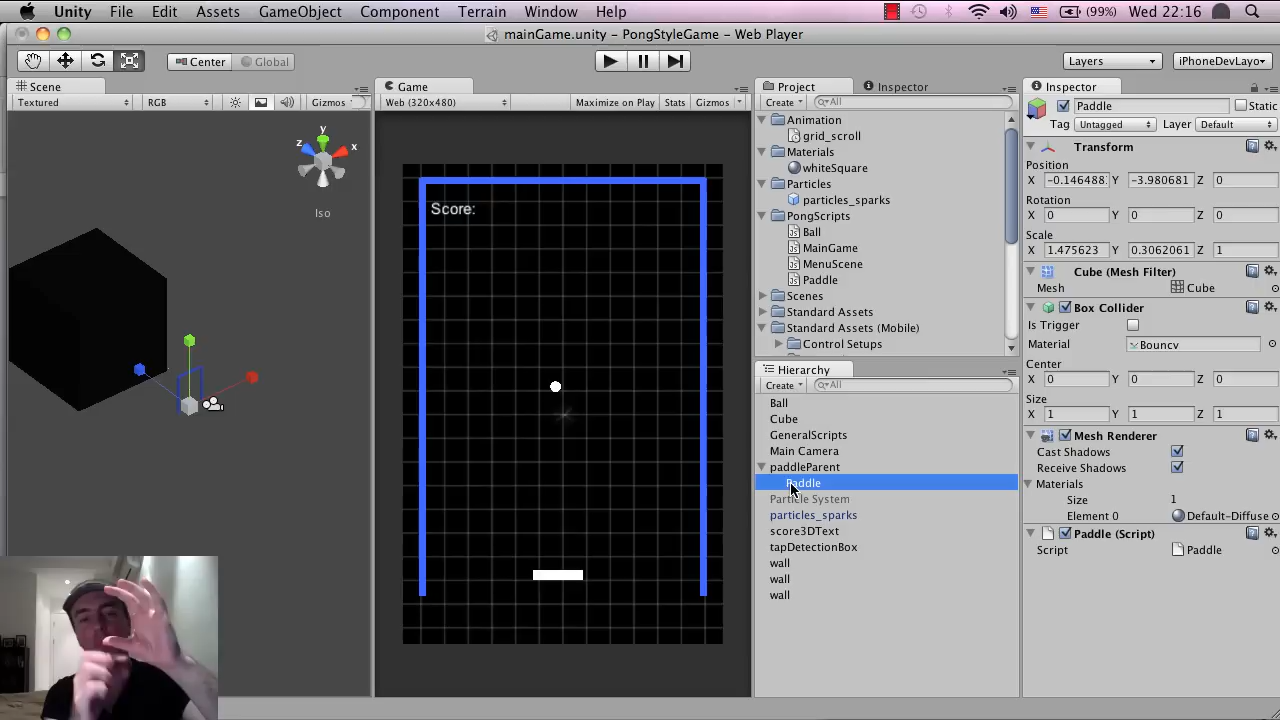 Unity File Edit Assets GameObject Component Terrain Window Help (99%) Wed 22:16
mainGame.unity – PongStyleGame – Web Player
Center Global Layers iPhoneDevLayo...
Scene
Textured RGB Gizmos
y
z x
Iso
Game
Web (320x480) Maximize on Play Stats Gizmos
Score:
Project Inspector
Create All
Animation
grid_scroll
Materials
whiteSquare
Particles
particles_sparks
PongScripts
Ball
MainGame
MenuScene
Paddle
Scenes
Standard Assets
Standard Assets (Mobile)
Control Setups
Hierarchy
Create All
Ball
Cube
GeneralScripts
Main Camera
paddleParent
Paddle
Particle System
particles_sparks
score3DText
tapDetectionBox
wall
wall
wall
Inspector
Paddle Static
Tag Untagged Layer Default
Transform
Position
X -0.146488 Y -3.980681 Z 0
Rotation
X 0 Y 0 Z 0
Scale
X 1.475623 Y 0.3062061 Z 1
Cube (Mesh Filter)
Mesh Cube
Box Collider
Is Trigger
Material Bouncy
Center
X 0 Y 0 Z 0
Size
X 1 Y 1 Z 1
Mesh Renderer
Cast Shadows
Receive Shadows
Materials
Size 1
Element 0 Default-Diffuse
Paddle (Script)
Script Paddle